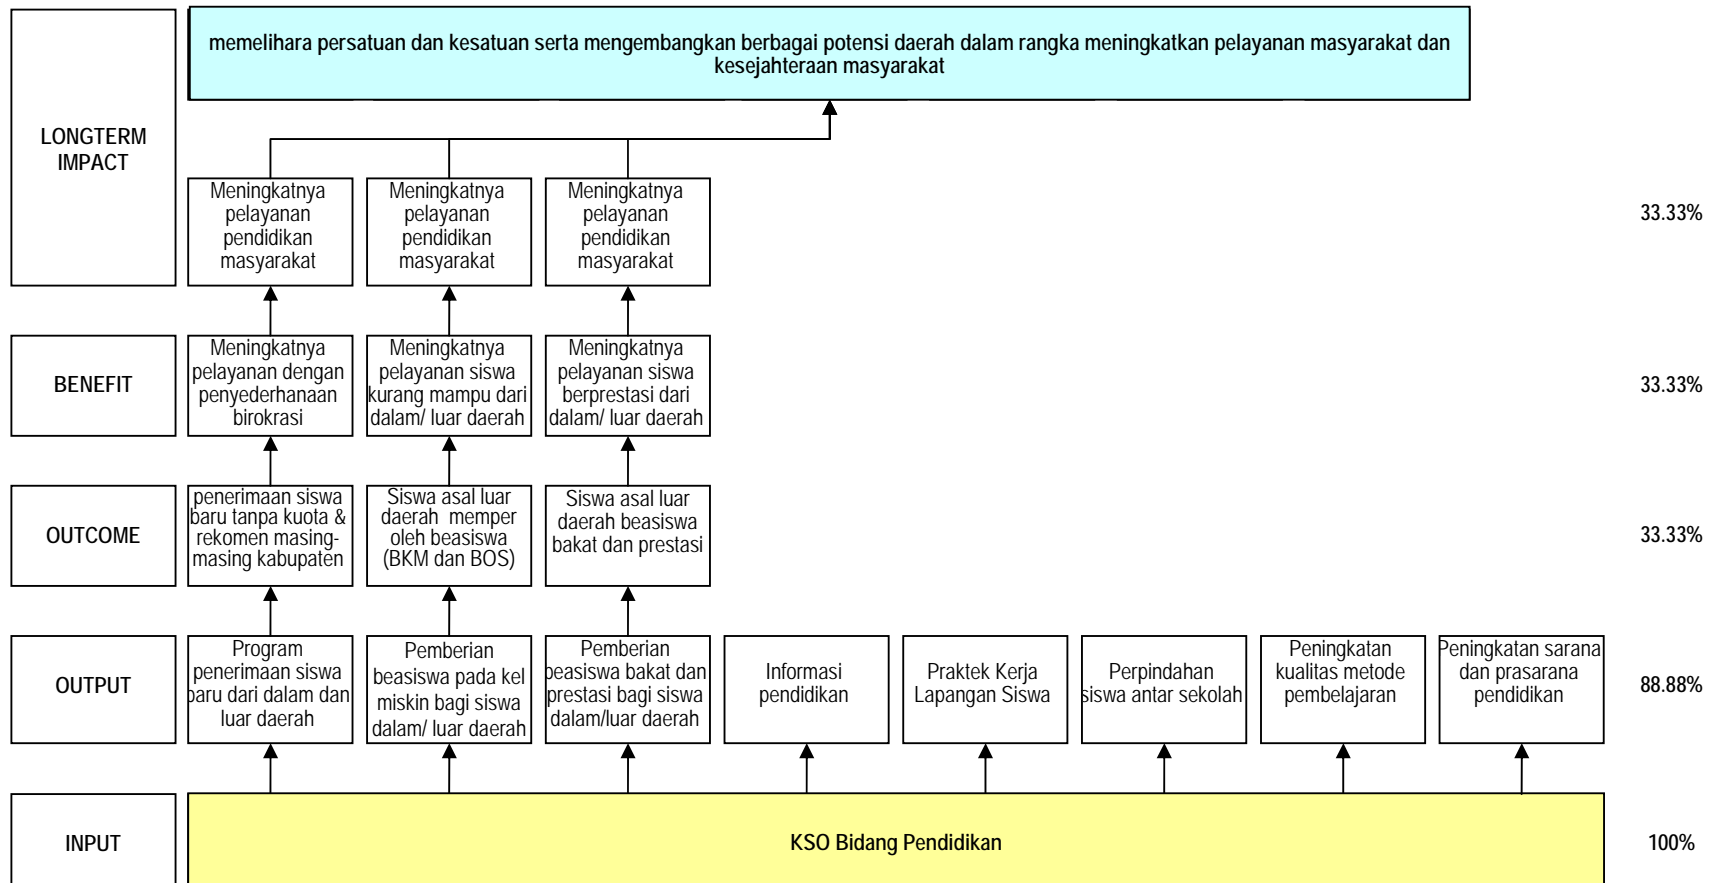 memelihara persatuan dan kesatuan serta mengembangkan berbagai potensi daerah dalam rangka meningkatkan pelayanan masyarakat dan
kesejahteraan masyarakat
LONGTERM
IMPACT
Meningkatnya
pelayanan
pendidikan
masyarakat
Meningkatnya
pelayanan
pendidikan
masyarakat
Meningkatnya
pelayanan
pendidikan
masyarakat
33.33%
BENEFIT
Meningkatnya
pelayanan dengan
penyederhanaan
birokrasi
Meningkatnya
pelayanan siswa
kurang mampu dari
dalam/ luar daerah
Meningkatnya
pelayanan siswa
berprestasi dari
dalam/ luar daerah
33.33%
OUTCOME
penerimaan siswa
baru tanpa kuota &
rekomen masing-
masing kabupaten
Siswa asal luar
daerah memper
oleh beasiswa
(BKM dan BOS)
Siswa asal luar
daerah beasiswa
bakat dan prestasi
33.33%
OUTPUT
Program
penerimaan siswa
baru dari dalam dan
luar daerah
Pemberian
beasiswa pada kel
miskin bagi siswa
dalam/ luar daerah
Pemberian
beasiswa bakat dan
prestasi bagi siswa
dalam/luar daerah
Informasi
pendidikan
Praktek Kerja
Lapangan Siswa
Perpindahan
siswa antar sekolah
Peningkatan
kualitas metode
pembelajaran
Peningkatan sarana
dan prasarana
pendidikan
88.88%
INPUT
KSO Bidang Pendidikan
100%